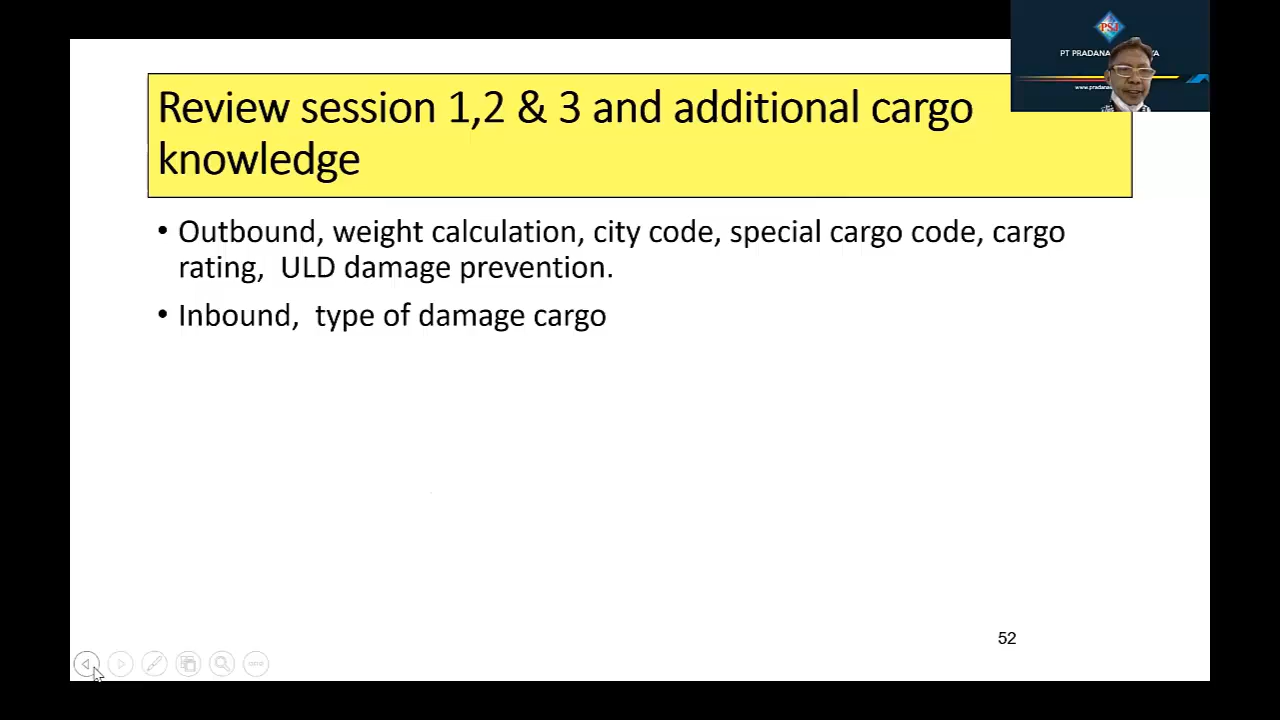 PSJ
PT PRADANA
Review session 1,2 & 3 and additional cargo
knowledge
• Outbound, weight calculation, city code, special cargo code, cargo
rating, ULD damage prevention.
• Inbound, type of damage cargo
52